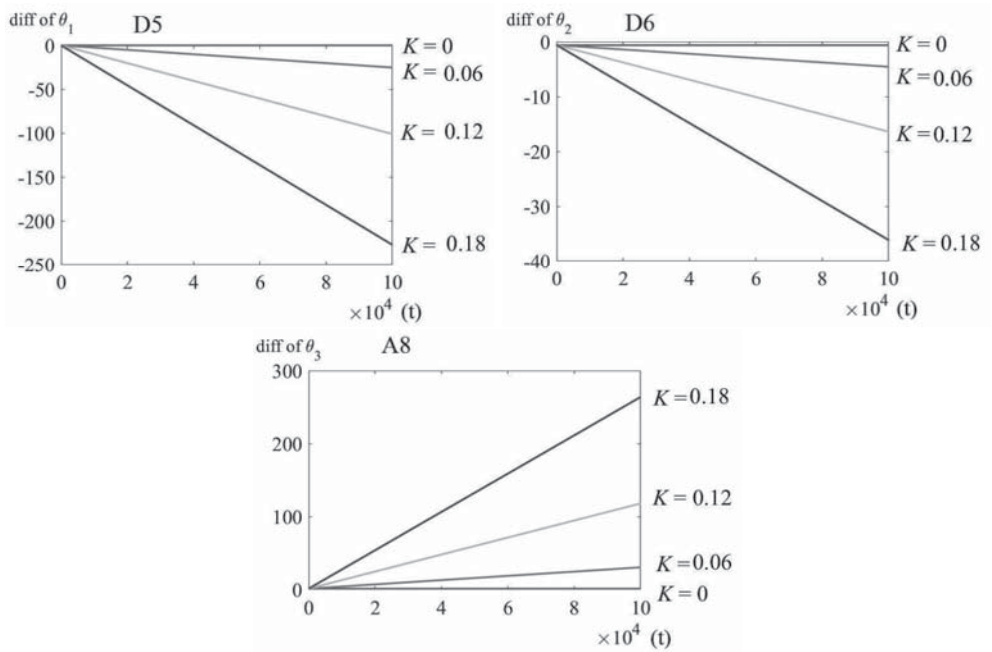 diff of θ1 D5
0
-50
-100
-150
-200
-250
0 2 4 6 8 10
×10^4 (t)
K = 0
K = 0.06
K = 0.12
K = 0.18
diff of θ2 D6
0
-10
-20
-30
-40
0 2 4 6 8 10
×10^4 (t)
K = 0
K = 0.06
K = 0.12
K = 0.18
diff of θ3 A8
300
200
100
0
0 2 4 6 8 10
×10^4 (t)
K = 0.18
K = 0.12
K = 0.06
K = 0